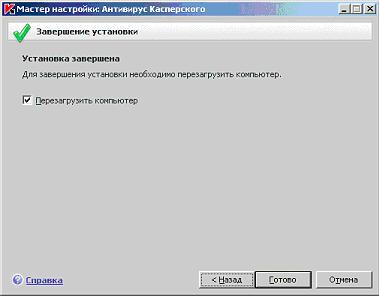 Мастер настройки: Антивирус Касперского
Завершение установки
Установка завершена
Для завершения установки необходимо перезагрузить компьютер.
Перезагрузить компьютер
Справка
< Назад
Готово
Отмена